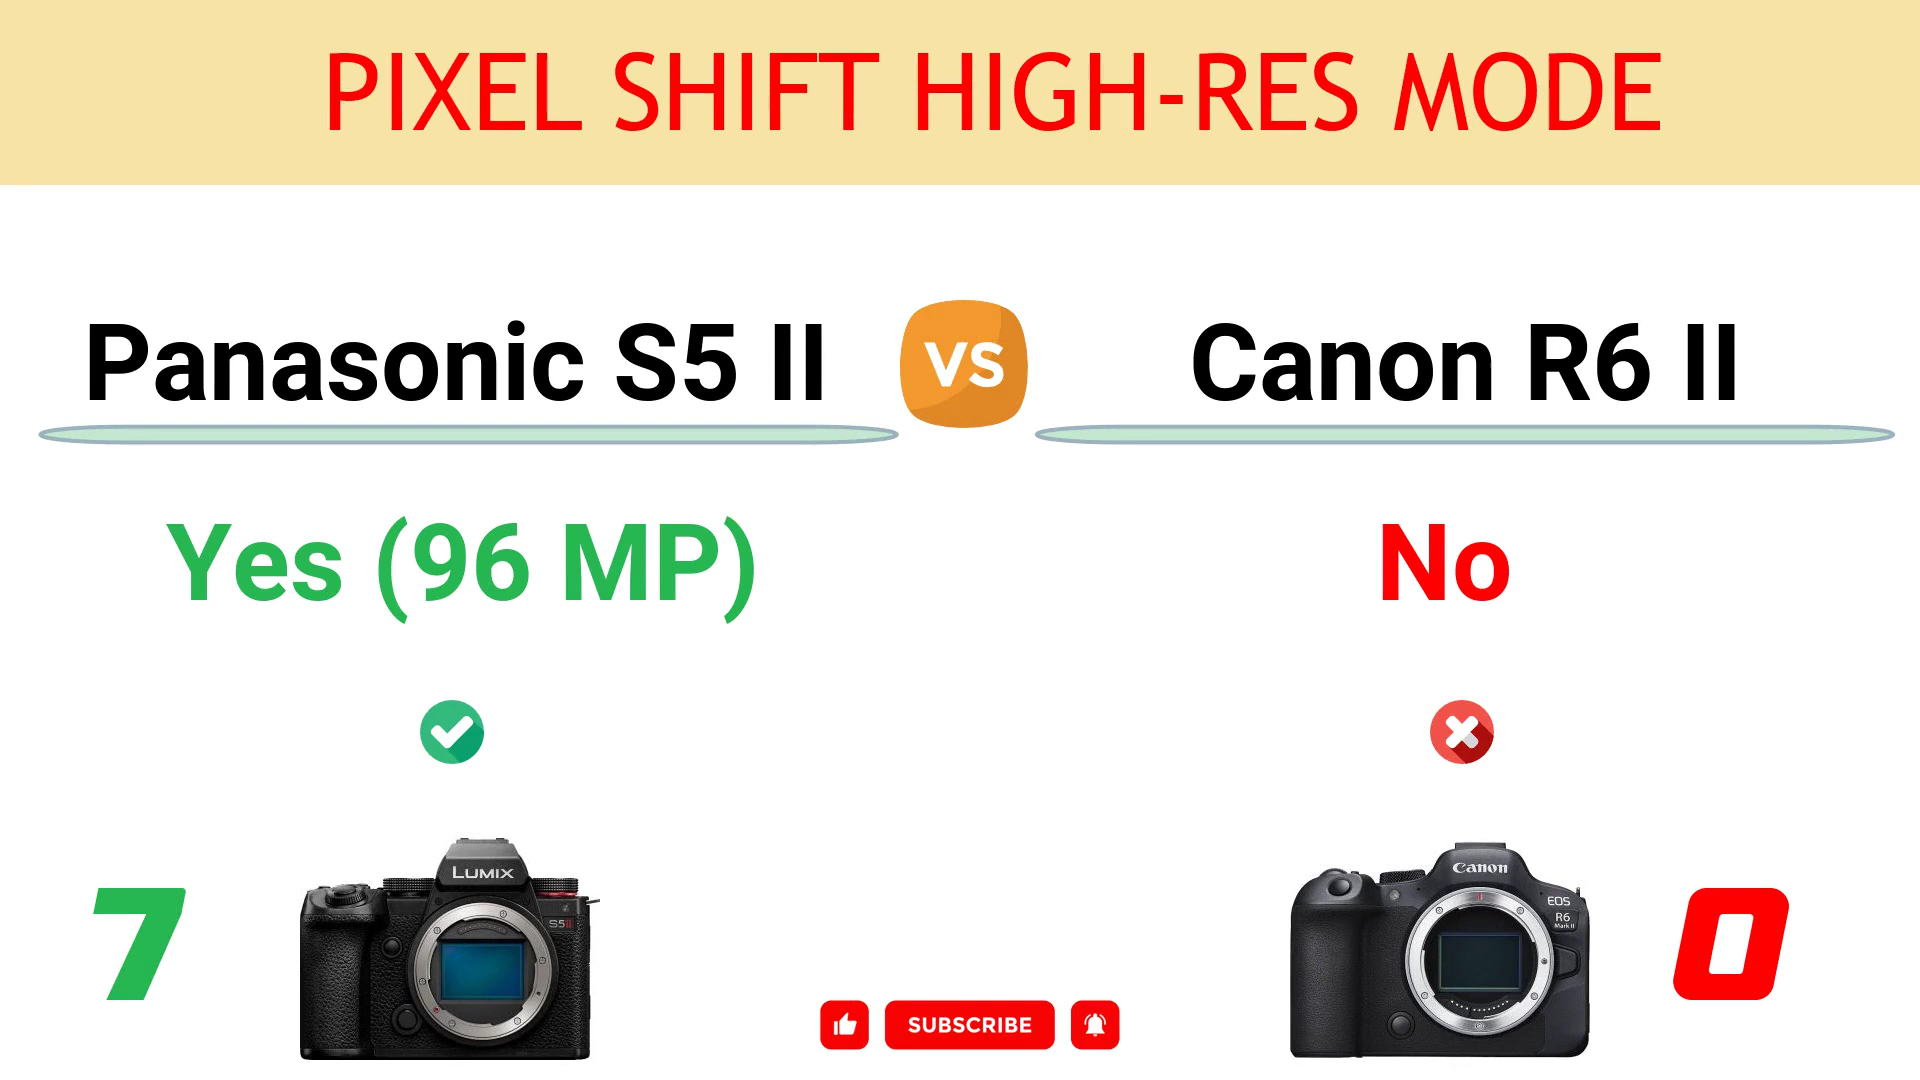 PIXEL SHIFT HIGH-RES MODE
Panasonic S5 II
VS
Canon R6 II
Yes (96 MP)
No
7
LUMIX
S5II
Canon
EOS
R6
Mark II
0
SUBSCRIBE